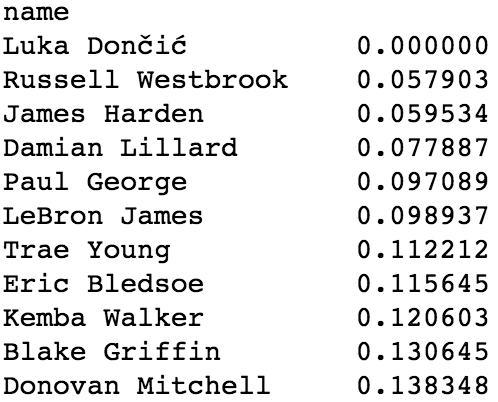 name
Luka Dončić 0.000000
Russell Westbrook 0.057903
James Harden 0.059534
Damian Lillard 0.077887
Paul George 0.097089
LeBron James 0.098937
Trae Young 0.112212
Eric Bledsoe 0.115645
Kemba Walker 0.120603
Blake Griffin 0.130645
Donovan Mitchell 0.138348